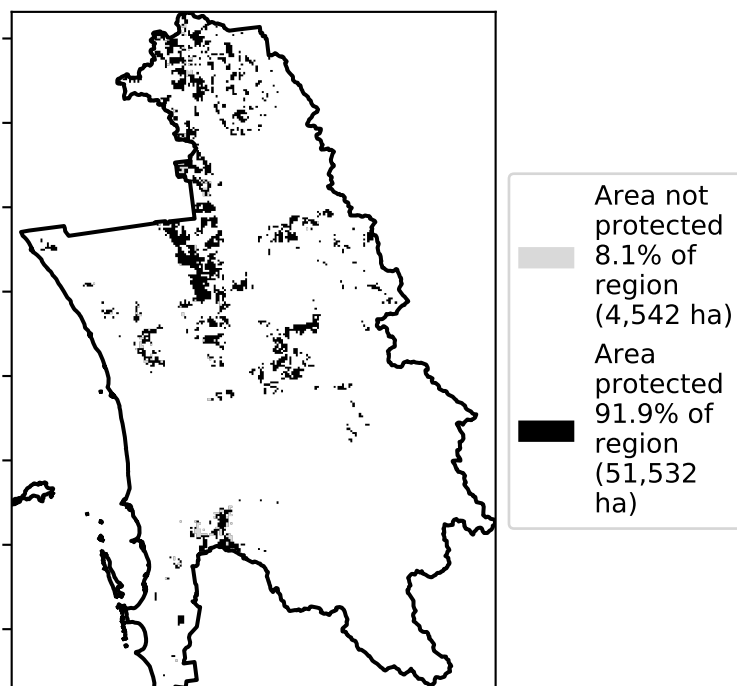 Area not
protected
8.1% of
region
(4,542 ha)
Area
protected
91.9% of
region
(51,532
ha)